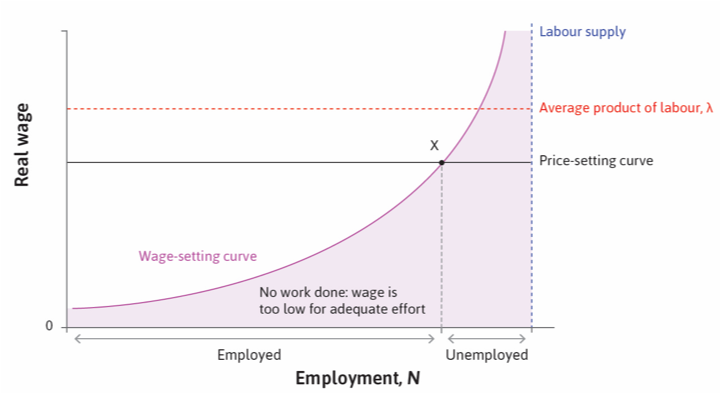 Labour supply
Average product of labour, λ
X
Price-setting curve
Real wage
Wage-setting curve
No work done: wage is
too low for adequate effort
0
Employed
Unemployed
Employment, N